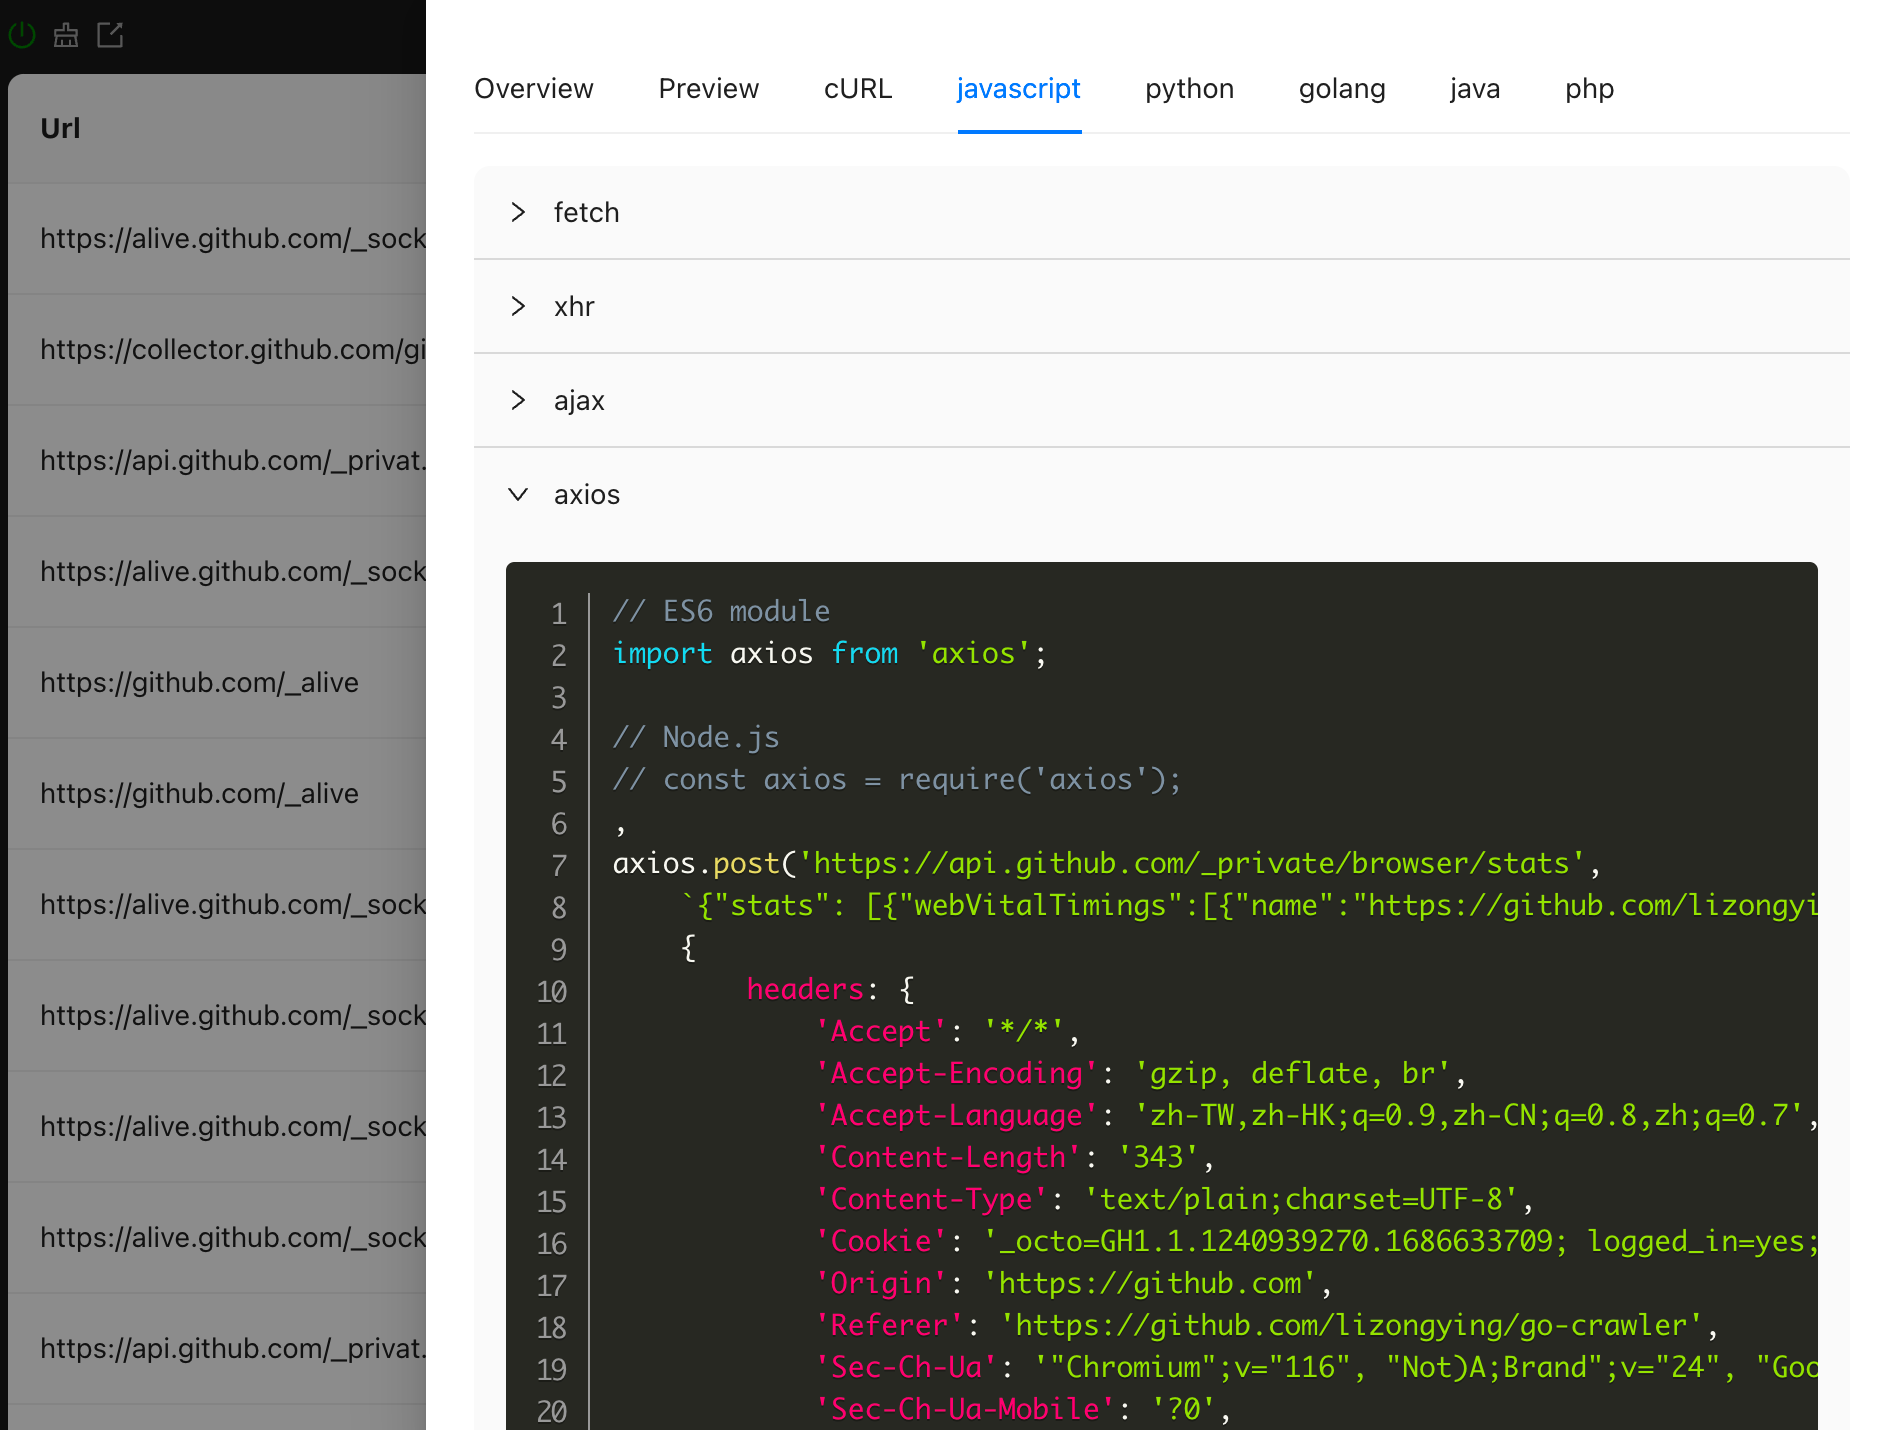 Url
https://alive.github.com/_sock
https://collector.github.com/gi
https://api.github.com/_privat.
https://alive.github.com/_sock
https://github.com/_alive
https://github.com/_alive
https://alive.github.com/_sock
https://alive.github.com/_sock
https://alive.github.com/_sock
https://alive.github.com/_sock
https://api.github.com/_privat.
Overview Preview cURL javascript python golang java php
fetch
xhr
ajax
axios
1 // ES6 module
2 import axios from 'axios';
3
4 // Node.js
5 // const axios = require('axios');
6 ,
7 axios.post('https://api.github.com/_private/browser/stats',
8 `{"stats": [{"webVitalTimings":[{"name":"https://github.com/lizongyi
9 {
10 headers: {
11 'Accept': '*/*',
12 'Accept-Encoding': 'gzip, deflate, br',
13 'Accept-Language': 'zh-TW,zh-HK;q=0.9,zh-CN;q=0.8,zh;q=0.7',
14 'Content-Length': '343',
15 'Content-Type': 'text/plain;charset=UTF-8',
16 'Cookie': '_octo=GH1.1.1240939270.1686633709; logged_in=yes;
17 'Origin': 'https://github.com',
18 'Referer': 'https://github.com/lizongying/go-crawler',
19 'Sec-Ch-Ua': '"Chromium";v="116", "Not)A;Brand";v="24", "Goo
20 'Sec-Ch-Ua-Mobile': '?0',